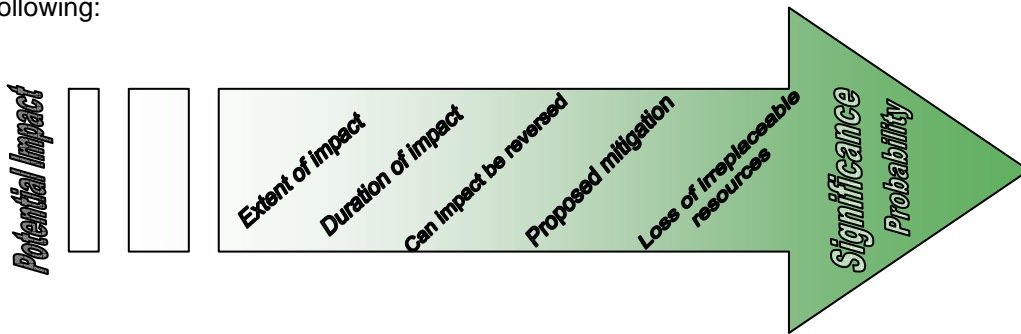 ollowing:
Potential Impact
Extent of impact
Duration of impact
Can impact be reversed
Proposed mitigation
Loss of irreplaceable
resources
Significance
Probability